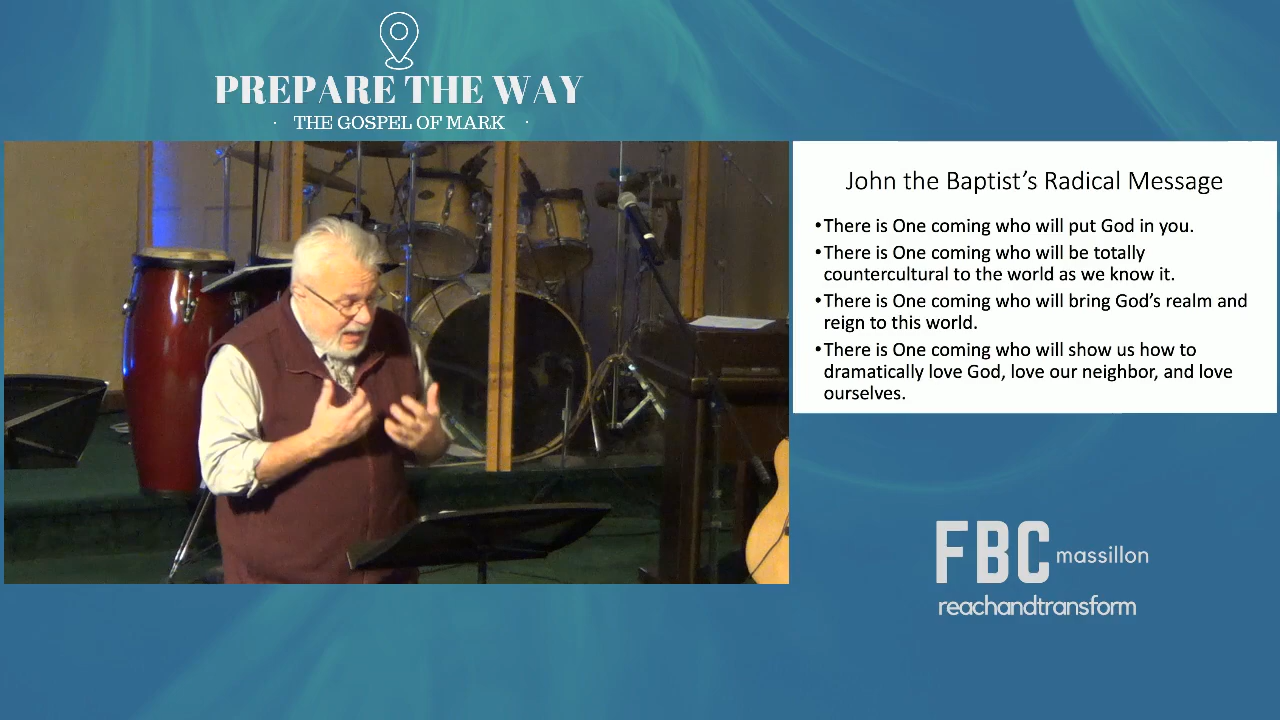 PREPARE THE WAY
· THE GOSPEL OF MARK ·
John the Baptist’s Radical Message
•There is One coming who will put God in you.
•There is One coming who will be totally
countercultural to the world as we know it.
•There is One coming who will bring God’s realm and
reign to this world.
•There is One coming who will show us how to
dramatically love God, love our neighbor, and love
ourselves.
FBC massillon
reachandtransform